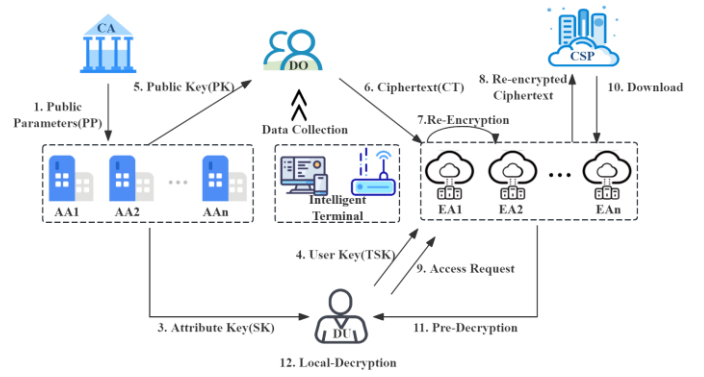 CA
DO
CSP
1. Public
Parameters(PP)
5. Public Key(PK)
6. Ciphertext(CT)
8. Re-encrypted
Ciphertext
10. Download
7.Re-Encryption
Data Collection
AA1
AA2
...
AAn
Intelligent
Terminal
EA1
EA2
...
EAn
4. User Key(TSK)
9. Access Request
3. Attribute Key(SK)
DU
11. Pre-Decryption
12. Local-Decryption